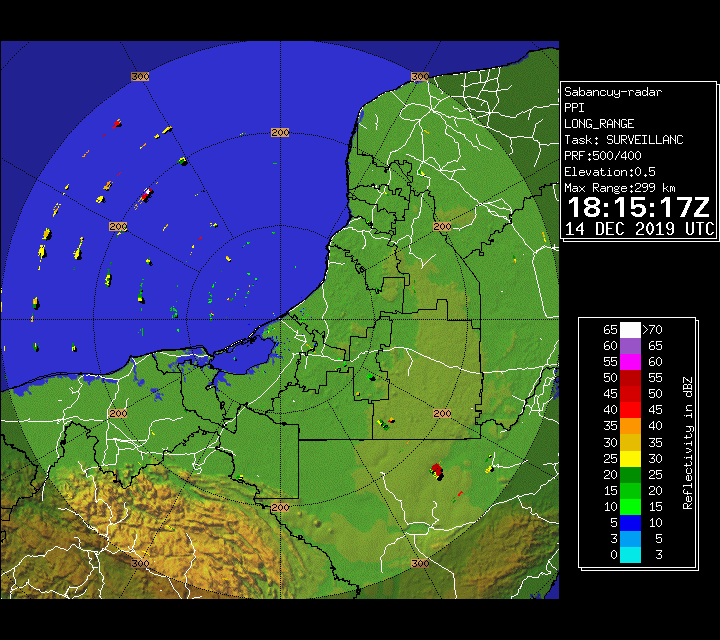 300
300
200
200
200
200
200
200
300
300
Sabancuy-radar
PPI
LONG_RANGE
Task: SURVEILLANC
PRF:500/400
Elevation:0.5
Max Range:299 km
18:15:17Z
14 DEC 2019 UTC
65 >70
60 65
55 60
50 55
45 50
40 45
35 40
30 35
25 30
20 25
15 20
10 15
5 10
3 5
0 3
Reflectivity in dBZ